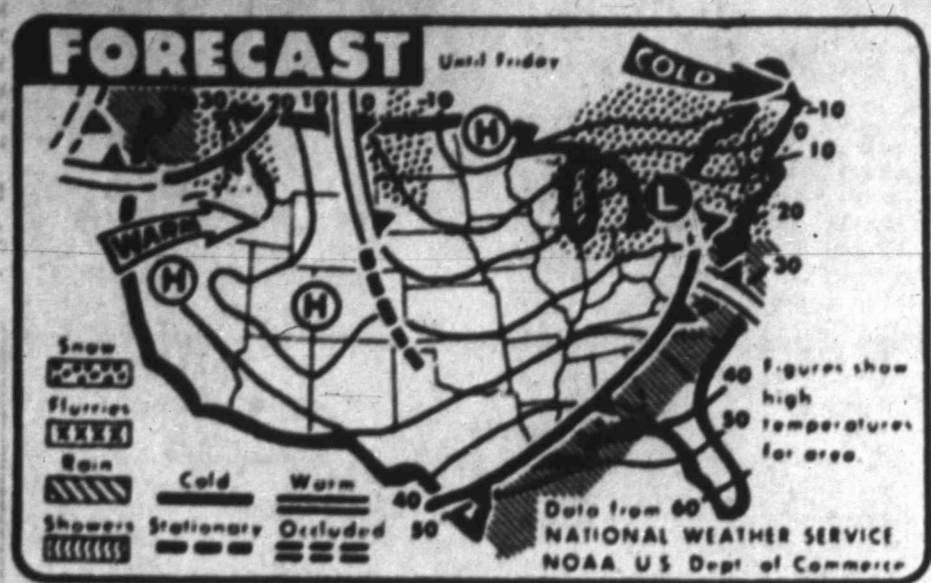 FORECAST Until Friday
COLD
30 20 10 0 -10
H
-10
0
10
L
20
WARM
30
H
H
Snow
Flurries
Rain
Showers
Cold
Warm
Stationary
Occluded
40
50
40
50
60
Figures show
high
temperatures
for area.
Data from
NATIONAL WEATHER SERVICE
NOAA U S Dept of Commerce